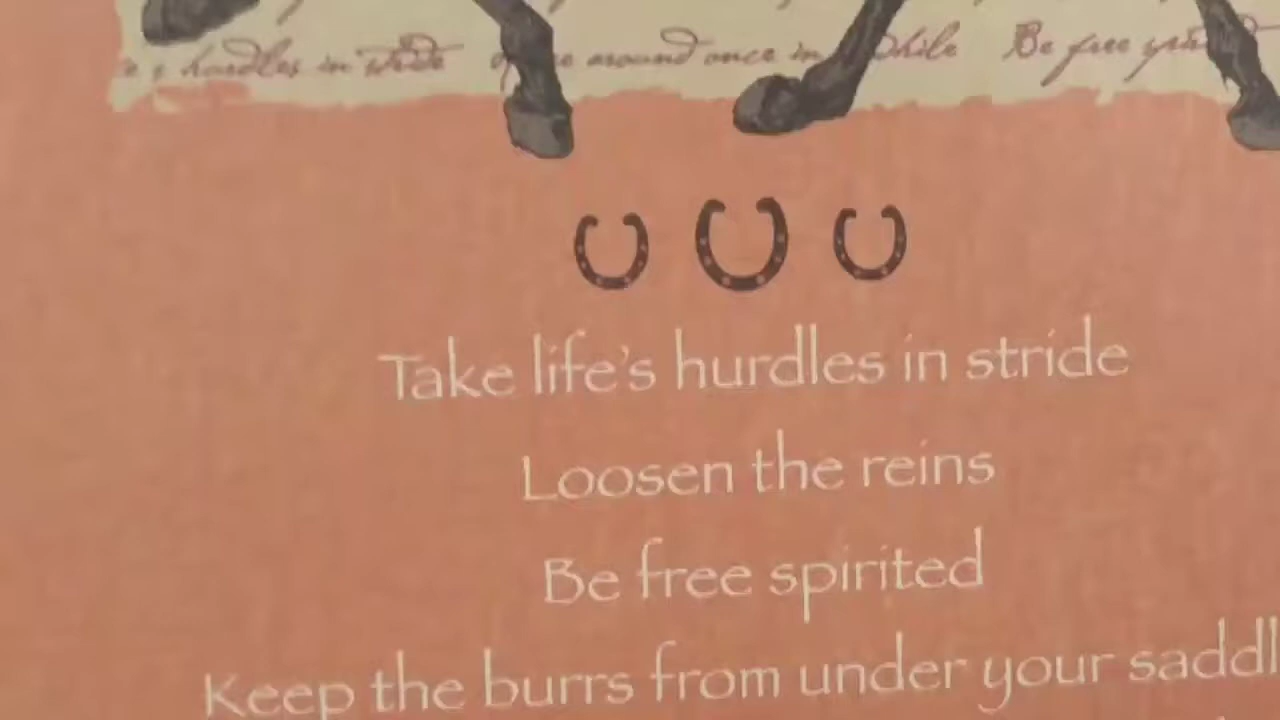 hurdles in stride around once in while Be free
Take life's hurdles in stride
Loosen the reins
Be free spirited
Keep the burrs from under your saddl